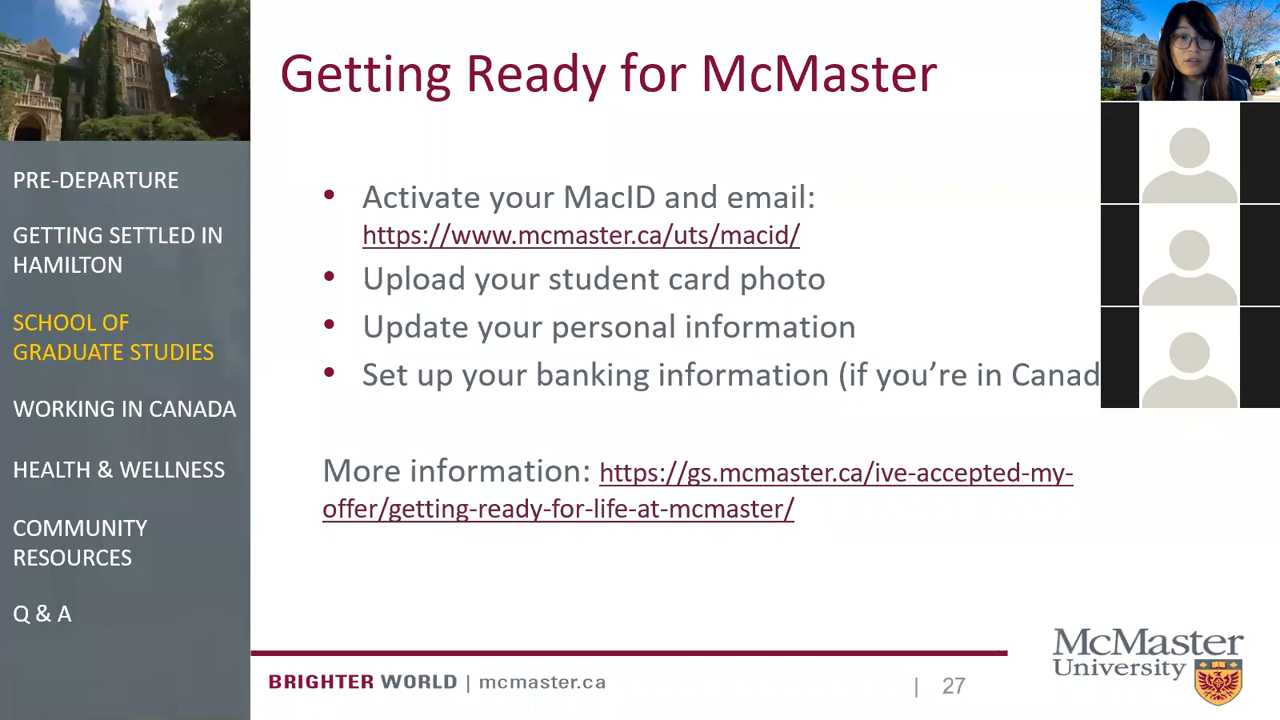 Getting Ready for McMaster
PRE-DEPARTURE
GETTING SETTLED IN
HAMILTON
SCHOOL OF
GRADUATE STUDIES
WORKING IN CANADA
HEALTH & WELLNESS
COMMUNITY
RESOURCES
Q & A
• Activate your MacID and email:
https://www.mcmaster.ca/uts/macid/
• Upload your student card photo
• Update your personal information
• Set up your banking information (if you’re in Canad
More information: https://gs.mcmaster.ca/ive-accepted-my-
offer/getting-ready-for-life-at-mcmaster/
BRIGHTER WORLD | mcmaster.ca
| 27
McMaster
University